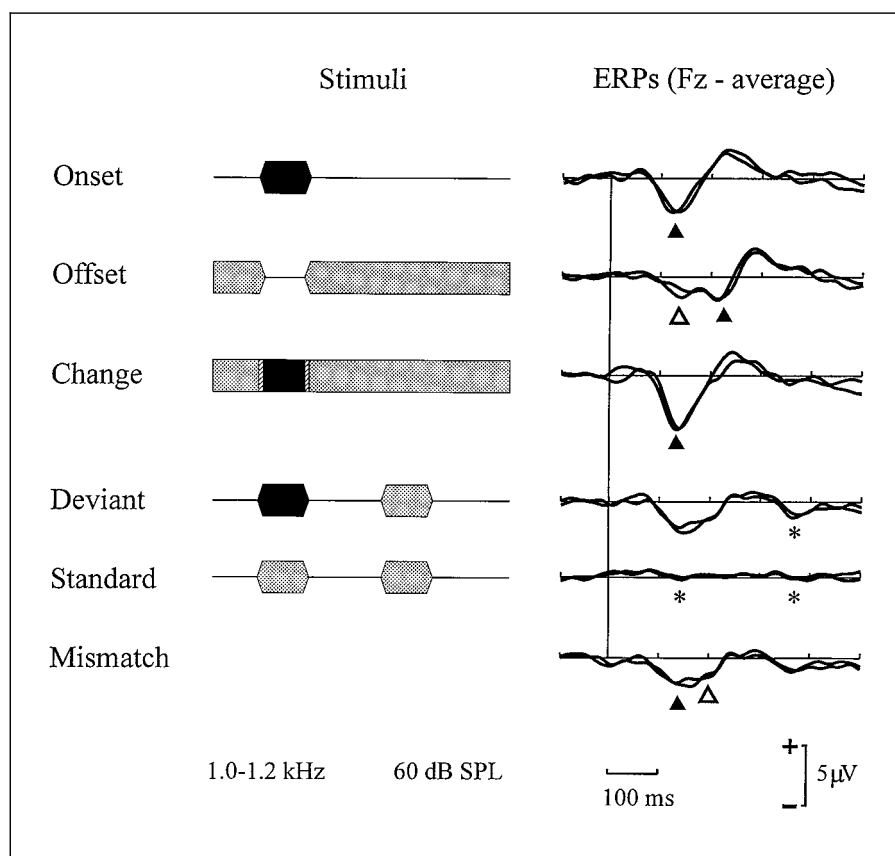 Stimuli ERPs (Fz - average)
Onset
Offset
Change
Deviant
*
Standard
* *
Mismatch
+
1.0-1.2 kHz 60 dB SPL 5μV
100 ms −